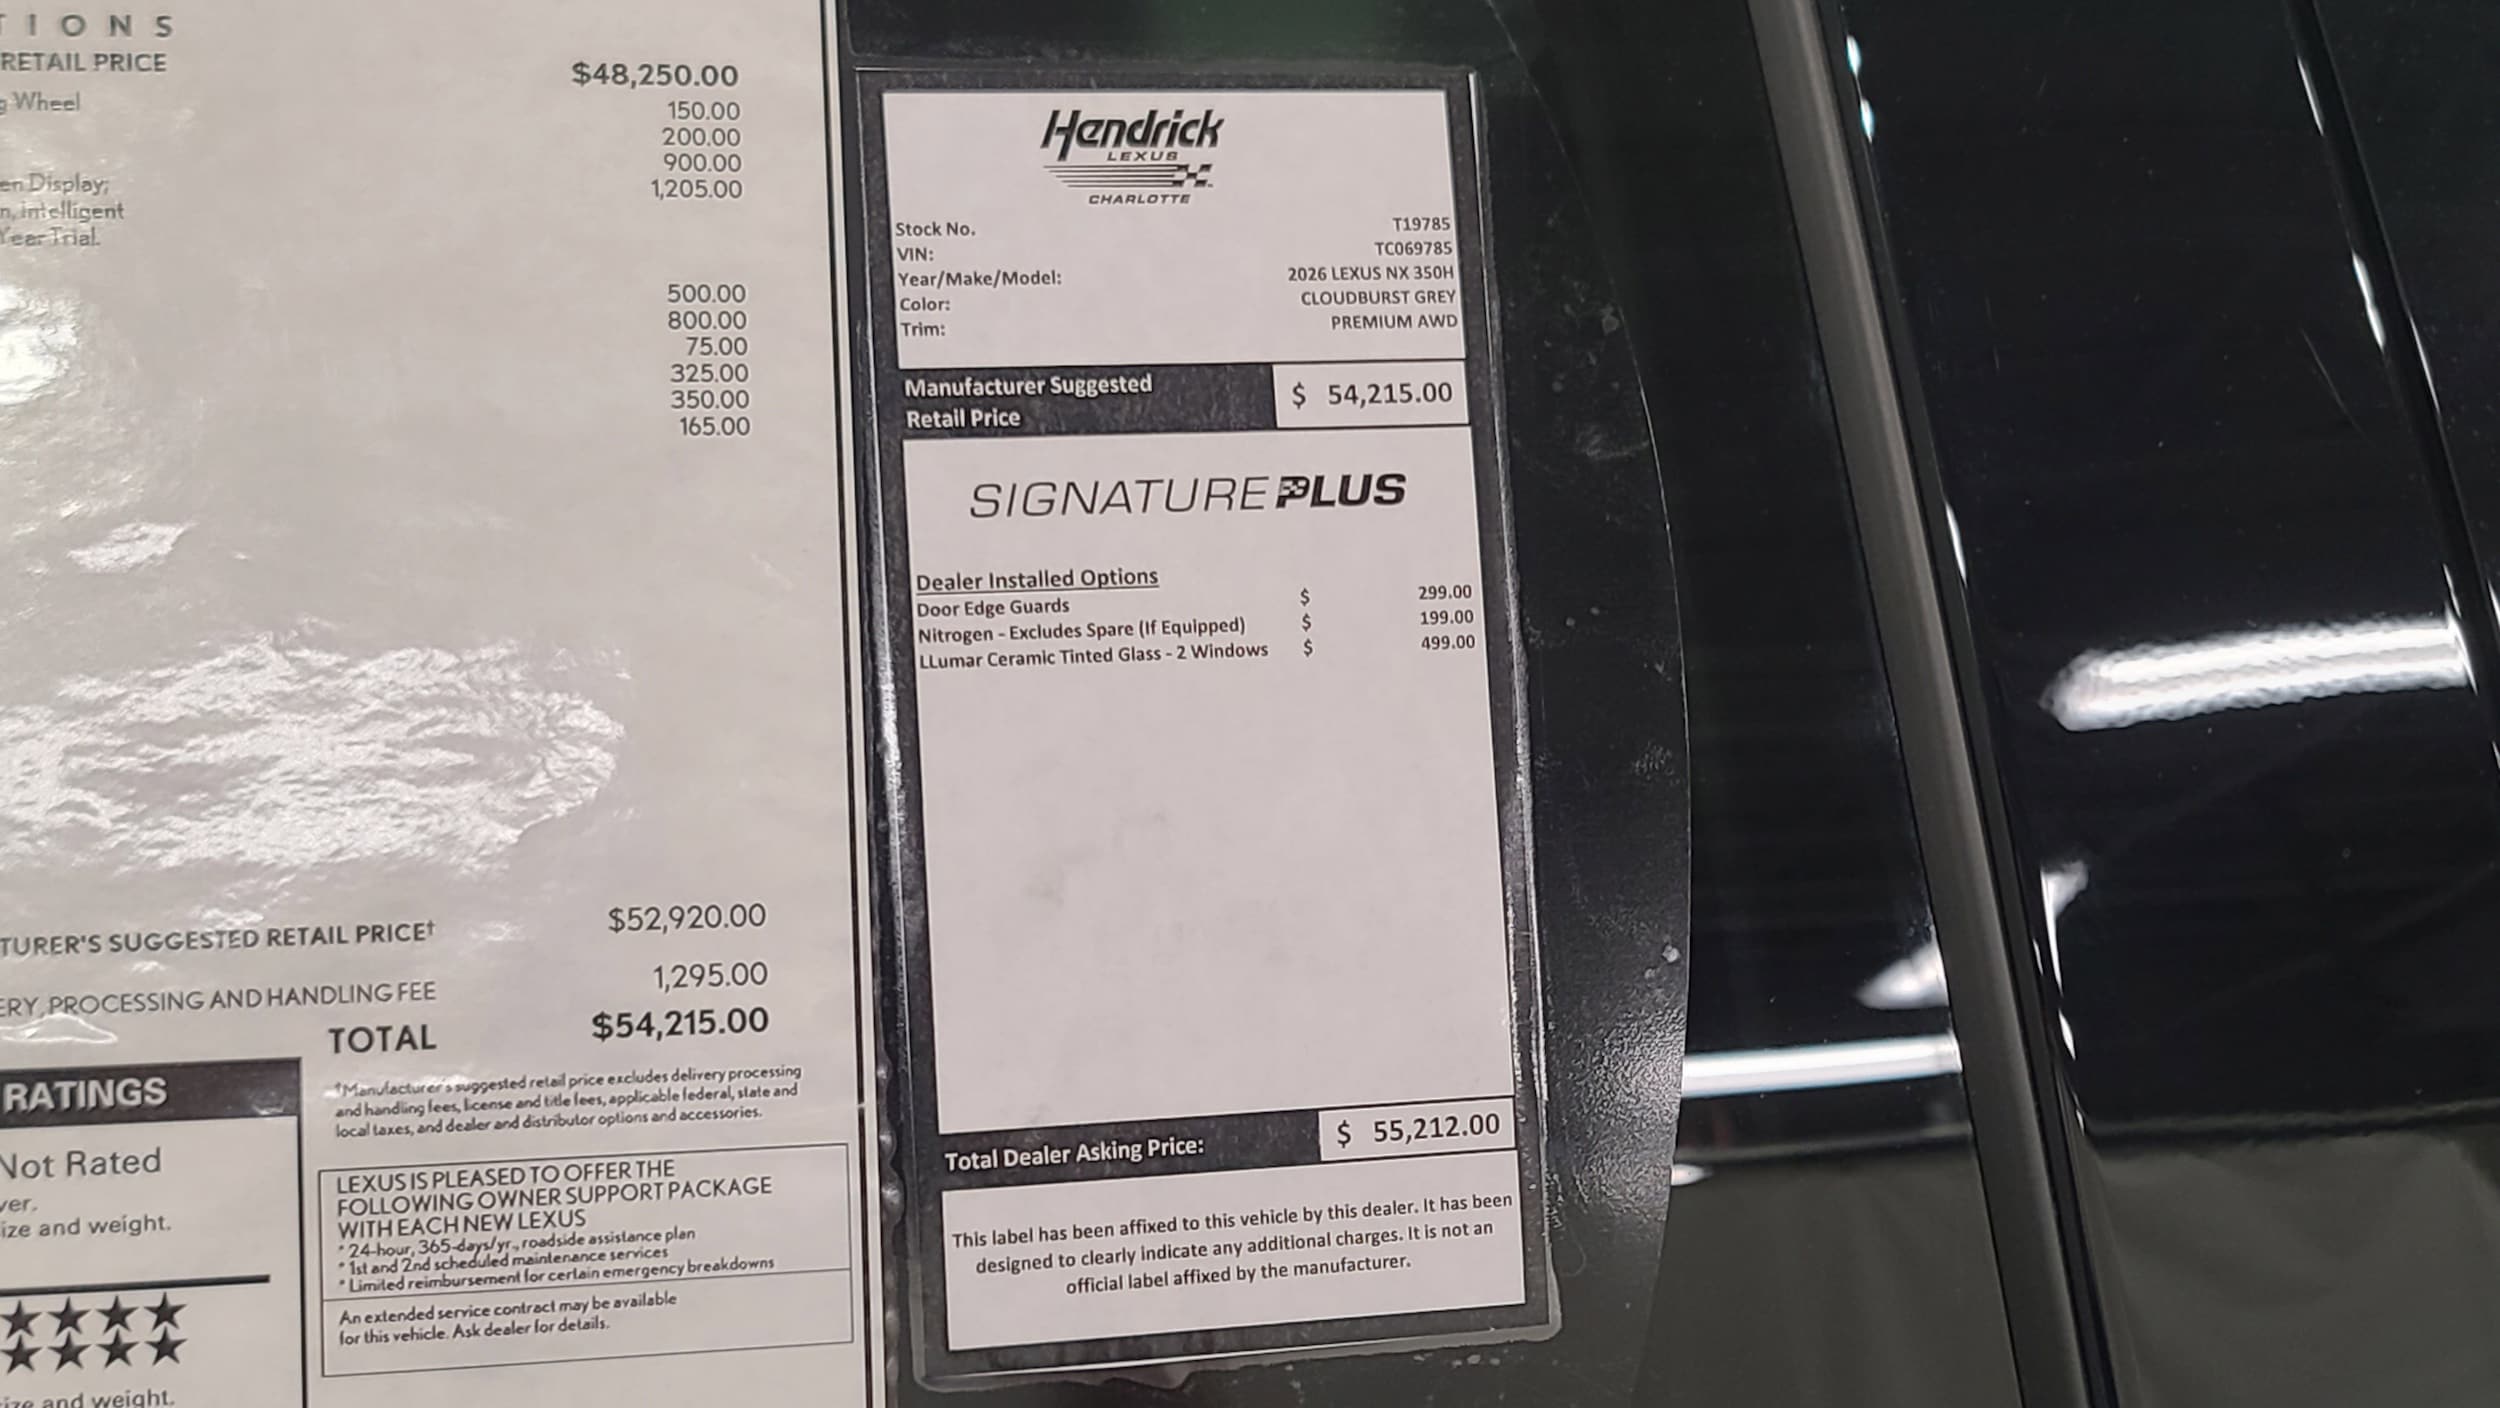 TIONS
RETAIL PRICE $48,250.00
Wheel 150.00
200.00
900.00
en Display; 1,205.00
n, intelligent
Year Trial.
500.00
800.00
75.00
325.00
350.00
165.00
TURER'S SUGGESTED RETAIL PRICE† $52,920.00
ERY, PROCESSING AND HANDLING FEE 1,295.00
TOTAL $54,215.00
†Manufacturer's suggested retail price excludes delivery processing
and handling fees, license and title fees, applicable federal, state and
local taxes, and dealer and distributor options and accessories.
RATINGS
Not Rated
ver.
ize and weight.
★★★★
★★★★
ize and weight.
LEXUS IS PLEASED TO OFFER THE
FOLLOWING OWNER SUPPORT PACKAGE
WITH EACH NEW LEXUS
* 24-hour, 365-days/yr., roadside assistance plan
* 1st and 2nd scheduled maintenance services
* Limited reimbursement for certain emergency breakdowns
An extended service contract may be available
for this vehicle. Ask dealer for details.
Hendrick
LEXUS
CHARLOTTE
Stock No. T19785
VIN: TC069785
Year/Make/Model: 2026 LEXUS NX 350H
Color: CLOUDBURST GREY
Trim: PREMIUM AWD
Manufacturer Suggested
Retail Price $ 54,215.00
SIGNATURE PLUS
Dealer Installed Options
Door Edge Guards $ 299.00
Nitrogen - Excludes Spare (If Equipped) $ 199.00
LLumar Ceramic Tinted Glass - 2 Windows $ 499.00
Total Dealer Asking Price: $ 55,212.00
This label has been affixed to this vehicle by this dealer. It has been
designed to clearly indicate any additional charges. It is not an
official label affixed by the manufacturer.